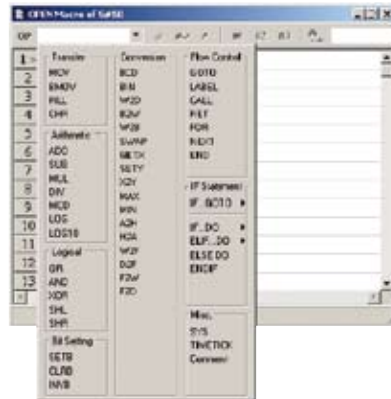 OPEN Macro of
OP
1
2
3
4
5
6
7
8
9
10
11
12
13
Transfer
MOV
BMOV
FILL
CHR
Arithmetic
ADD
SUB
MUL
DIV
MOD
LOG
LOG10
Logical
OR
AND
XOR
SHL
SHR
Bit Setting
SETB
CLRB
INVB
Conversion
BCD
BIN
W2D
B2W
W2B
SWAP
MAX
MIN
A2H
H2A
W2F
D2F
F2W
F2D
Flow Control
GOTO
LABEL
CALL
RET
FOR
NEXT
END
IF Statement
IF...GOTO
IF...DO
ELIF...DO
ELSE DO
ENDIF
Misc.
SYS
TIMETICK
Comment